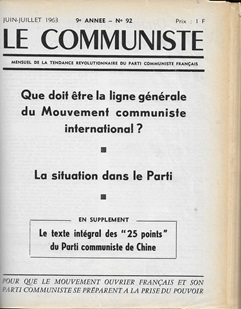 JUIN-JUILLET 1963 9e ANNEE - No 92 Prix : 1 F
LE COMMUNISTE
MENSUEL DE LA TENDANCE REVOLUTIONNAIRE DU PARTI COMMUNISTE FRANÇAIS
Que doit être la ligne générale
du Mouvement communiste
international ?
La situation dans le Parti
EN SUPPLEMENT
Le texte intégral des "25 points"
du Parti communiste de Chine
POUR QUE LE MOUVEMENT OUVRIER FRANÇAIS ET SON
PARTI COMMUNISTE SE PRÉPARENT A LA PRISE DU POUVOIR